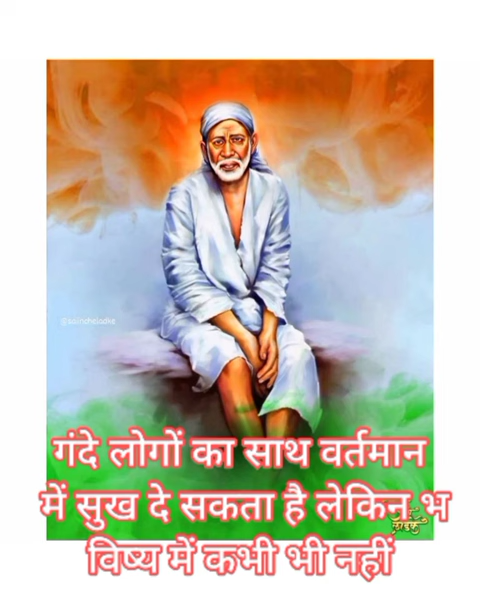 गंदे लोगों का साथ वर्तमान
में सुख दे सकता है लेकिन भ
विष्य में कभी भी नहीं